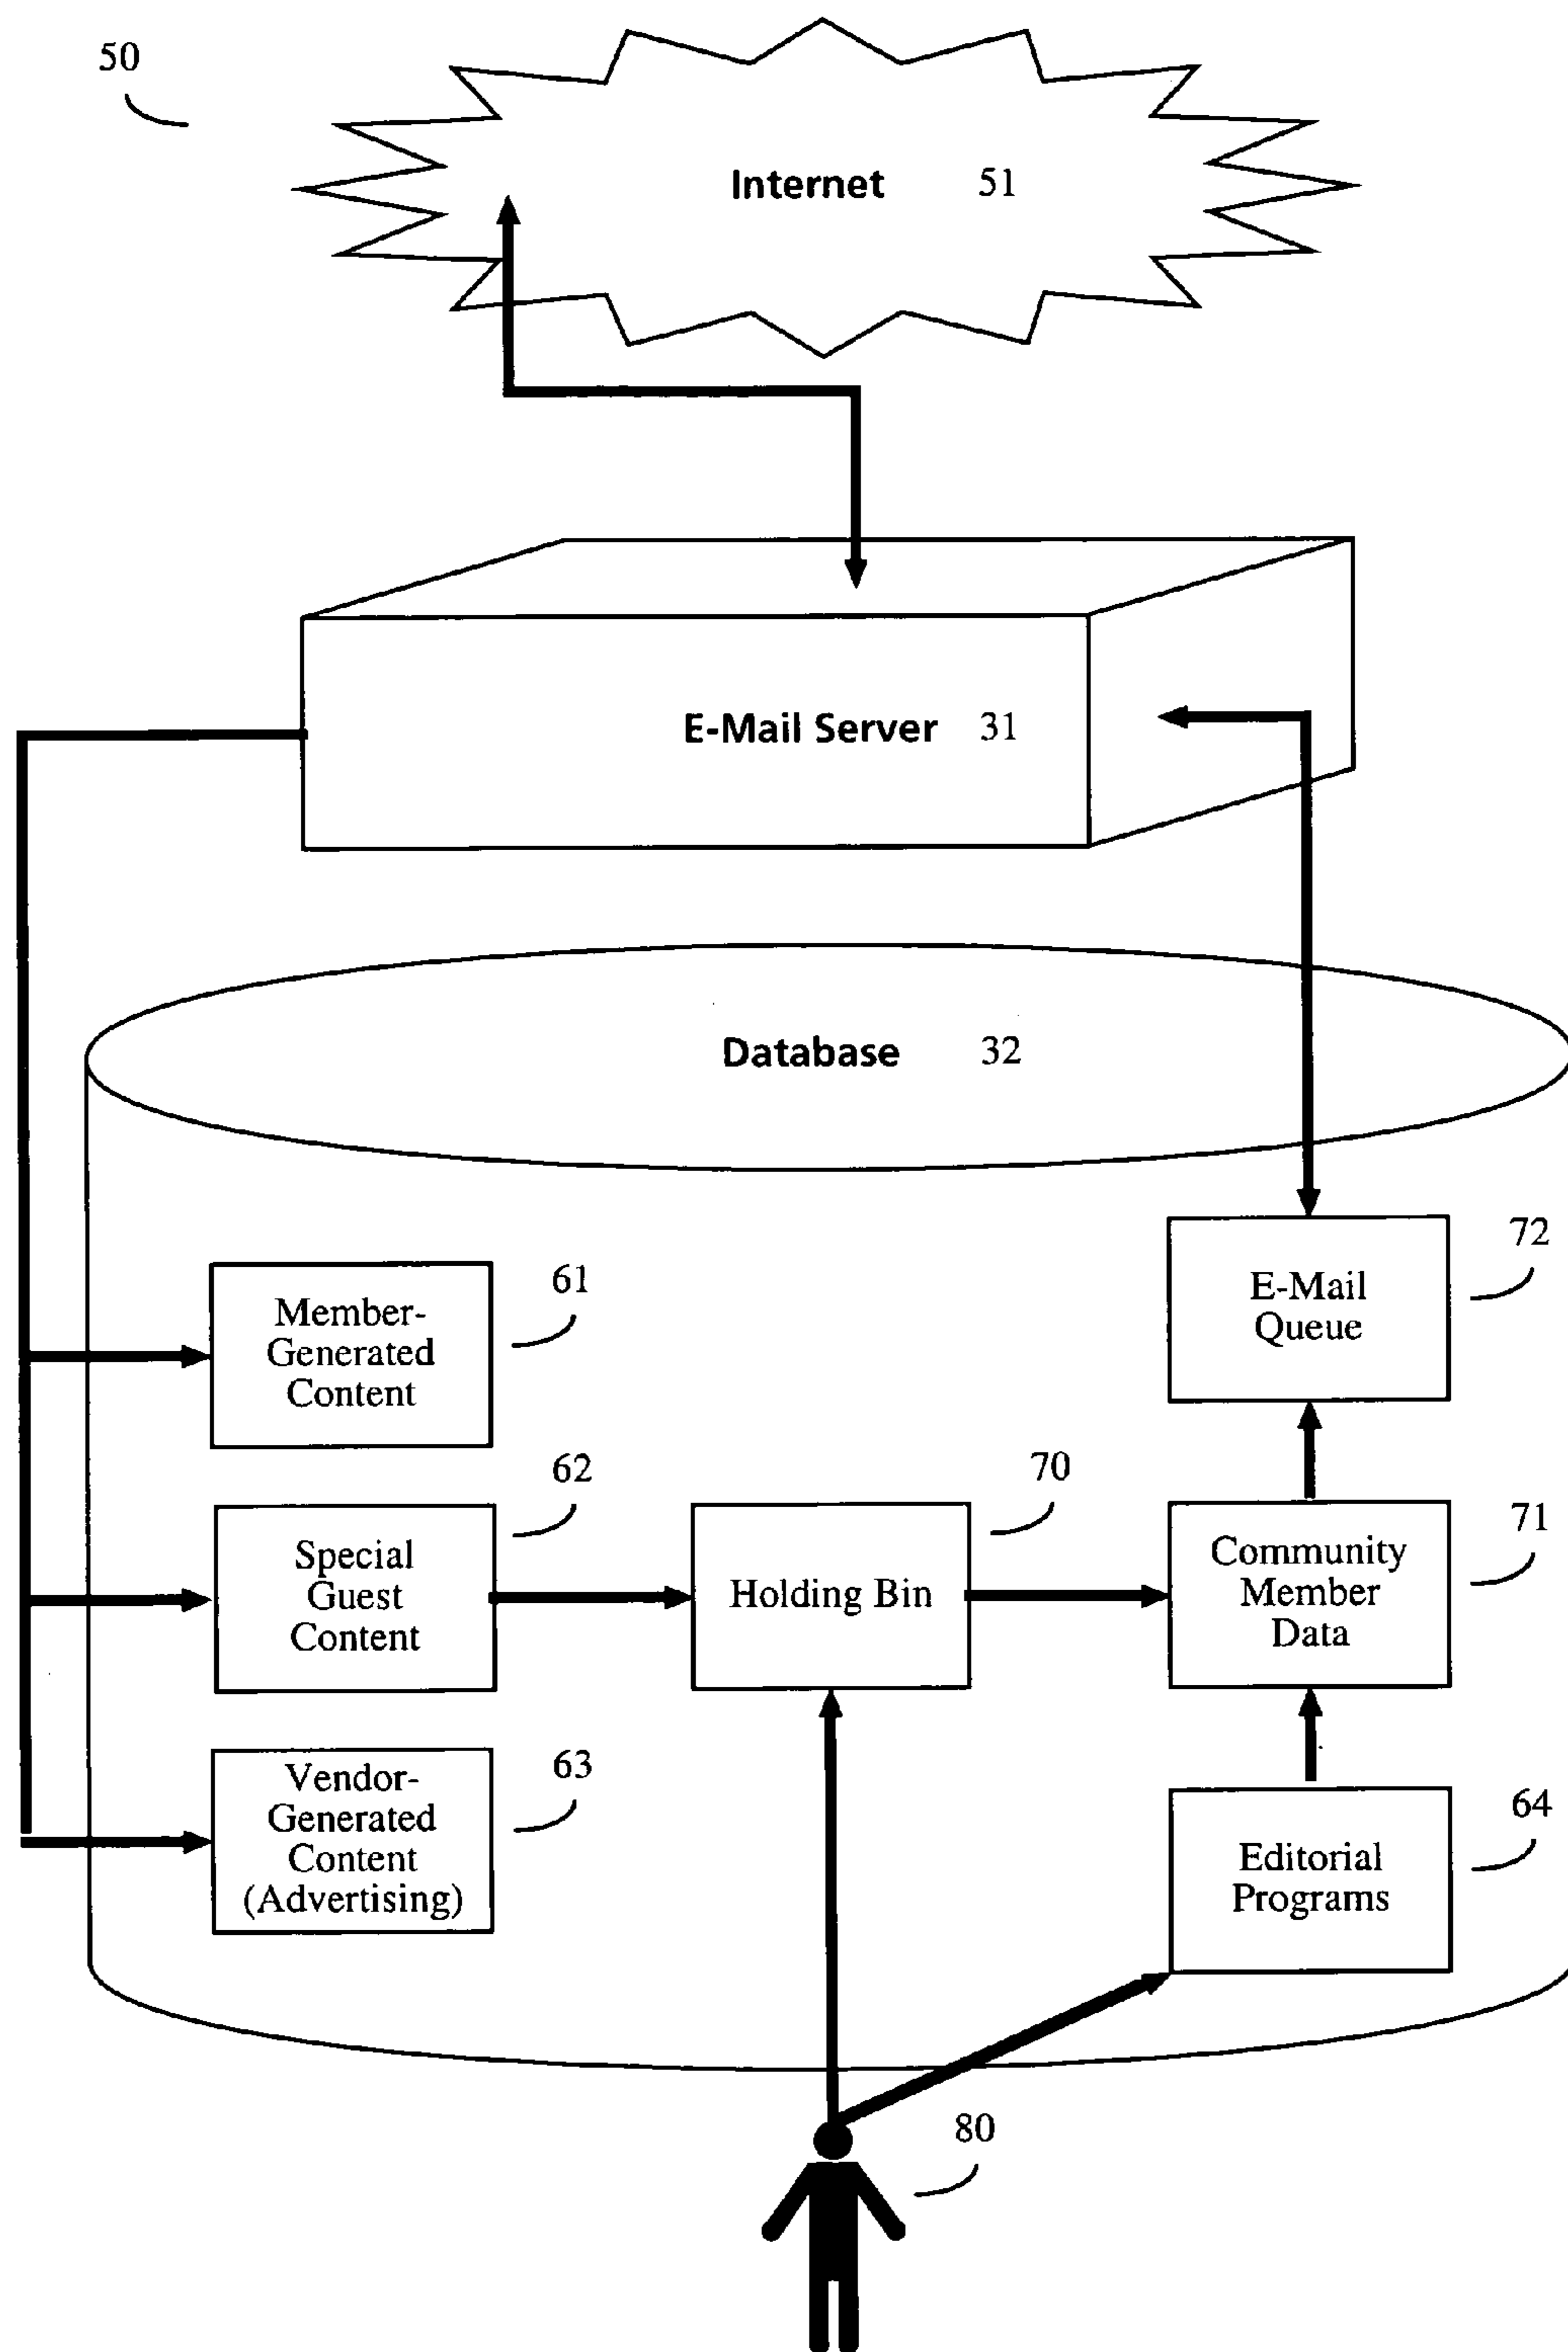 50
Internet 51
E-Mail Server 31
Database 32
72
E-Mail
Queue
61
Member-
Generated
Content
62
Special
Guest
Content
70
Holding Bin
71
Community
Member
Data
63
Vendor-
Generated
Content
(Advertising)
64
Editorial
Programs
80